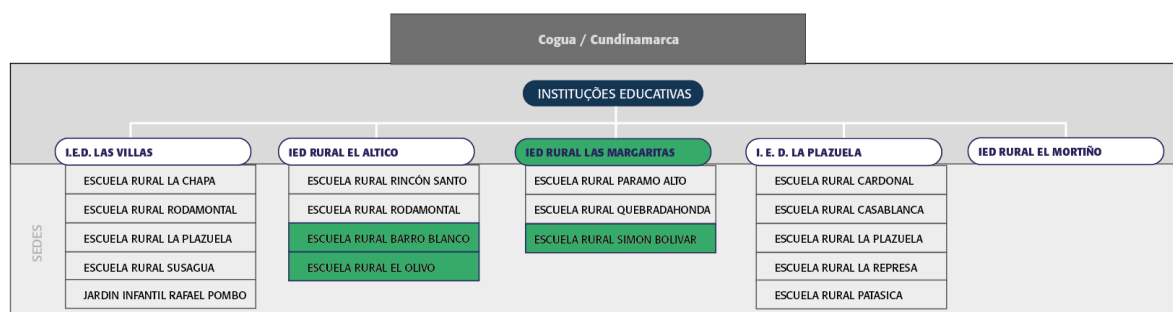 Cogua / Cundinamarca
INSTITUÇÕES EDUCATIVAS
I.E.D. LAS VILLAS
IED RURAL EL ALTICO
IED RURAL LAS MARGARITAS
I. E. D. LA PLAZUELA
IED RURAL EL MORTIÑO
SEDES
ESCUELA RURAL LA CHAPA
ESCUELA RURAL RODAMONTAL
ESCUELA RURAL LA PLAZUELA
ESCUELA RURAL SUSAGUA
JARDIN INFANTIL RAFAEL POMBO
ESCUELA RURAL RINCÓN SANTO
ESCUELA RURAL RODAMONTAL
ESCUELA RURAL BARRO BLANCO
ESCUELA RURAL EL OLIVO
ESCUELA RURAL PARAMO ALTO
ESCUELA RURAL QUEBRADAHONDA
ESCUELA RURAL SIMON BOLIVAR
ESCUELA RURAL CARDONAL
ESCUELA RURAL CASABLANCA
ESCUELA RURAL LA PLAZUELA
ESCUELA RURAL LA REPRESA
ESCUELA RURAL PATASICA